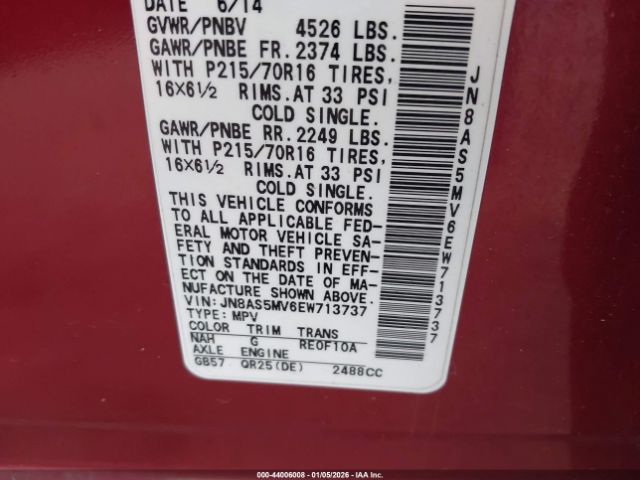 DATE 6/14
GVWR/PNBV 4526 LBS.
GAWR/PNBE FR. 2374 LBS.
WITH P215/70R16 TIRES,
16X6½ RIMS. AT 33 PSI
COLD SINGLE.
GAWR/PNBE RR. 2249 LBS.
WITH P215/70R16 TIRES,
16X6½ RIMS. AT 33 PSI
COLD SINGLE.
THIS VEHICLE CONFORMS
TO ALL APPLICABLE FED-
ERAL MOTOR VEHICLE SA-
FETY AND THEFT PREVEN-
TION STANDARDS IN EFF-
ECT ON THE DATE OF MA-
NUFACTURE SHOWN ABOVE.
VIN: JN8AS5MV6EW713737
TYPE: MPV
COLOR TRIM TRANS
NAH G RE0F10A
AXLE ENGINE
GB57 QR25(DE) 2488CC
JN8AS5MV6EW713737
000-44006008 - 01/05/2026 - IAA Inc.